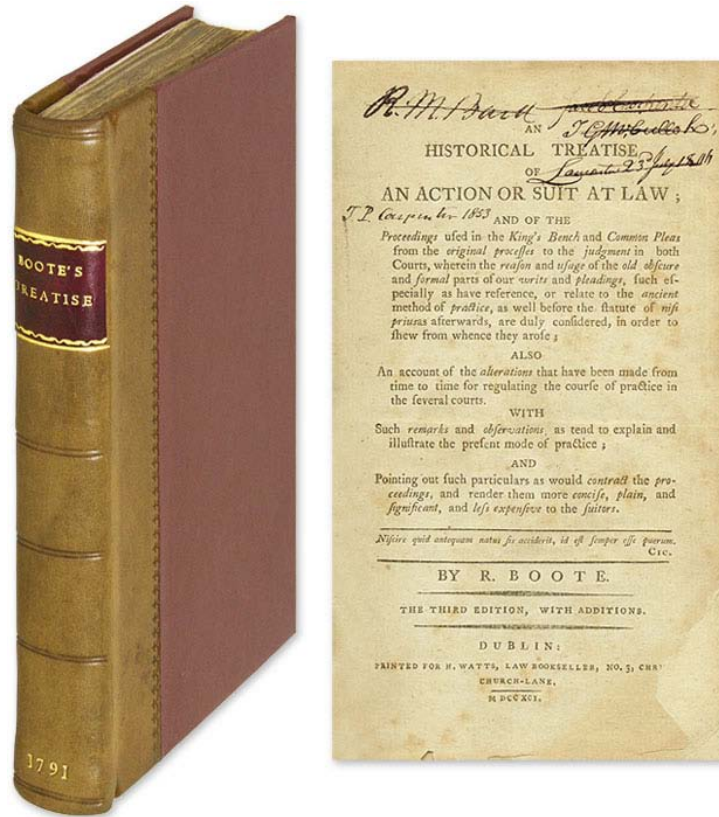 BOOTE'S
TREATISE
1791
R. M. Bard
AN
HISTORICAL TREASISE
OF Lancaster 23d July 18
AN ACTION OR SUIT AT LAW ;
J. P. Carpenter 1853
AND OF THE
Proceedings uſed in the King's Bench and Common Pleas
from the original proceſſes to the judgment in both
Courts, wherein the reaſon and uſage of the old obſcure
and formal parts of our writs and pleadings, ſuch eſ-
pecially as have reference, or relate to the ancient
method of practice, as well before the ſtatute of niſi
priusas afterwards, are duly conſidered, in order to
ſhew from whence they aroſe ;
ALSO
An account of the alterations that have been made from
time to time for regulating the courſe of practice in
the ſeveral courts.
WITH
Such remarks and obſervations, as tend to explain and
illuſtrate the preſent mode of practice ;
AND
Pointing out ſuch particulars as would contract the pro-
ceedings, and render them more conciſe, plain, and
ſignificant, and leſs expenſive to the ſuitors.
Niſcire quid antequam natus ſis acciderit, id eſt ſemper eſſe puerum.
CIC.
BY R. BOOTE.
THE THIRD EDITION, WITH ADDITIONS.
DUBLIN:
PRINTED FOR H. WATTS, LAW BOOKSELLER, NO. 3, CHR
CHURCH-LANE.
M DCC XCI.